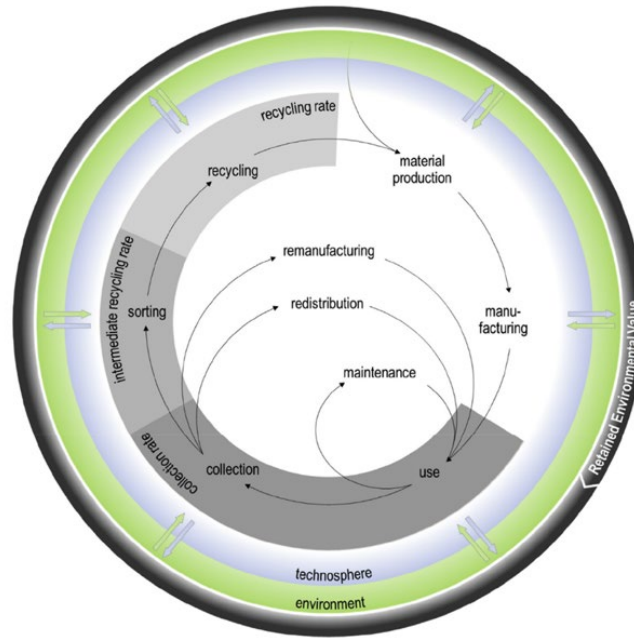 recycling rate
recycling
material
production
intermediate recycling rate
remanufacturing
sorting
redistribution
manu-
facturing
maintenance
Retained Environmental Value
collection rate
collection
use
technosphere
environment